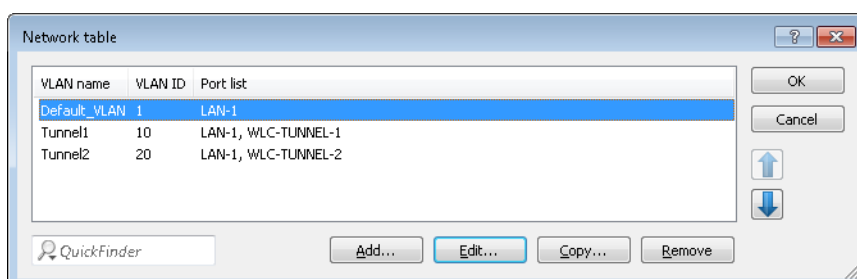 Network table
?
VLAN name VLAN ID Port list
Default_VLAN 1 LAN-1
Tunnel1 10 LAN-1, WLC-TUNNEL-1
Tunnel2 20 LAN-1, WLC-TUNNEL-2
OK
Cancel
QuickFinder
Add... Edit... Copy... Remove